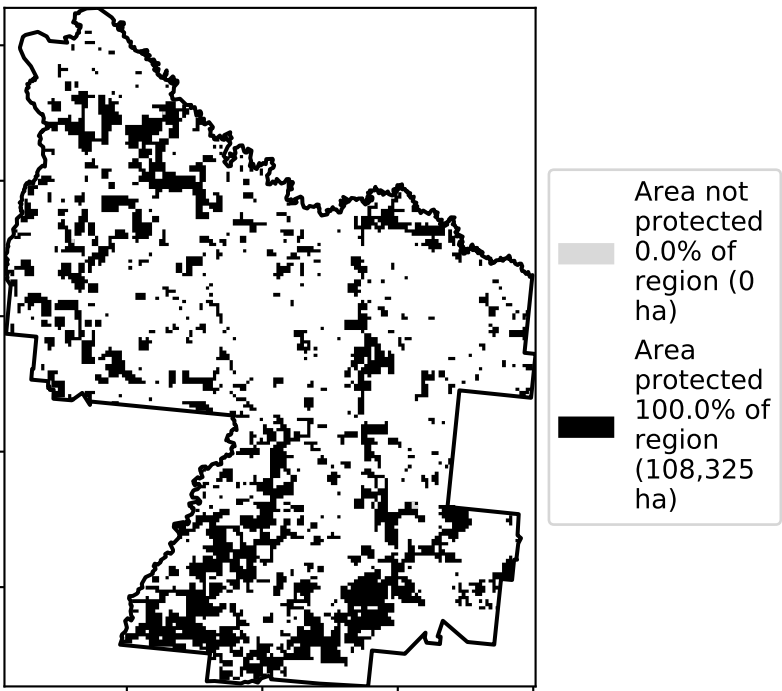 Area not
protected
0.0% of
region (0
ha)
Area
protected
100.0% of
region
(108,325
ha)